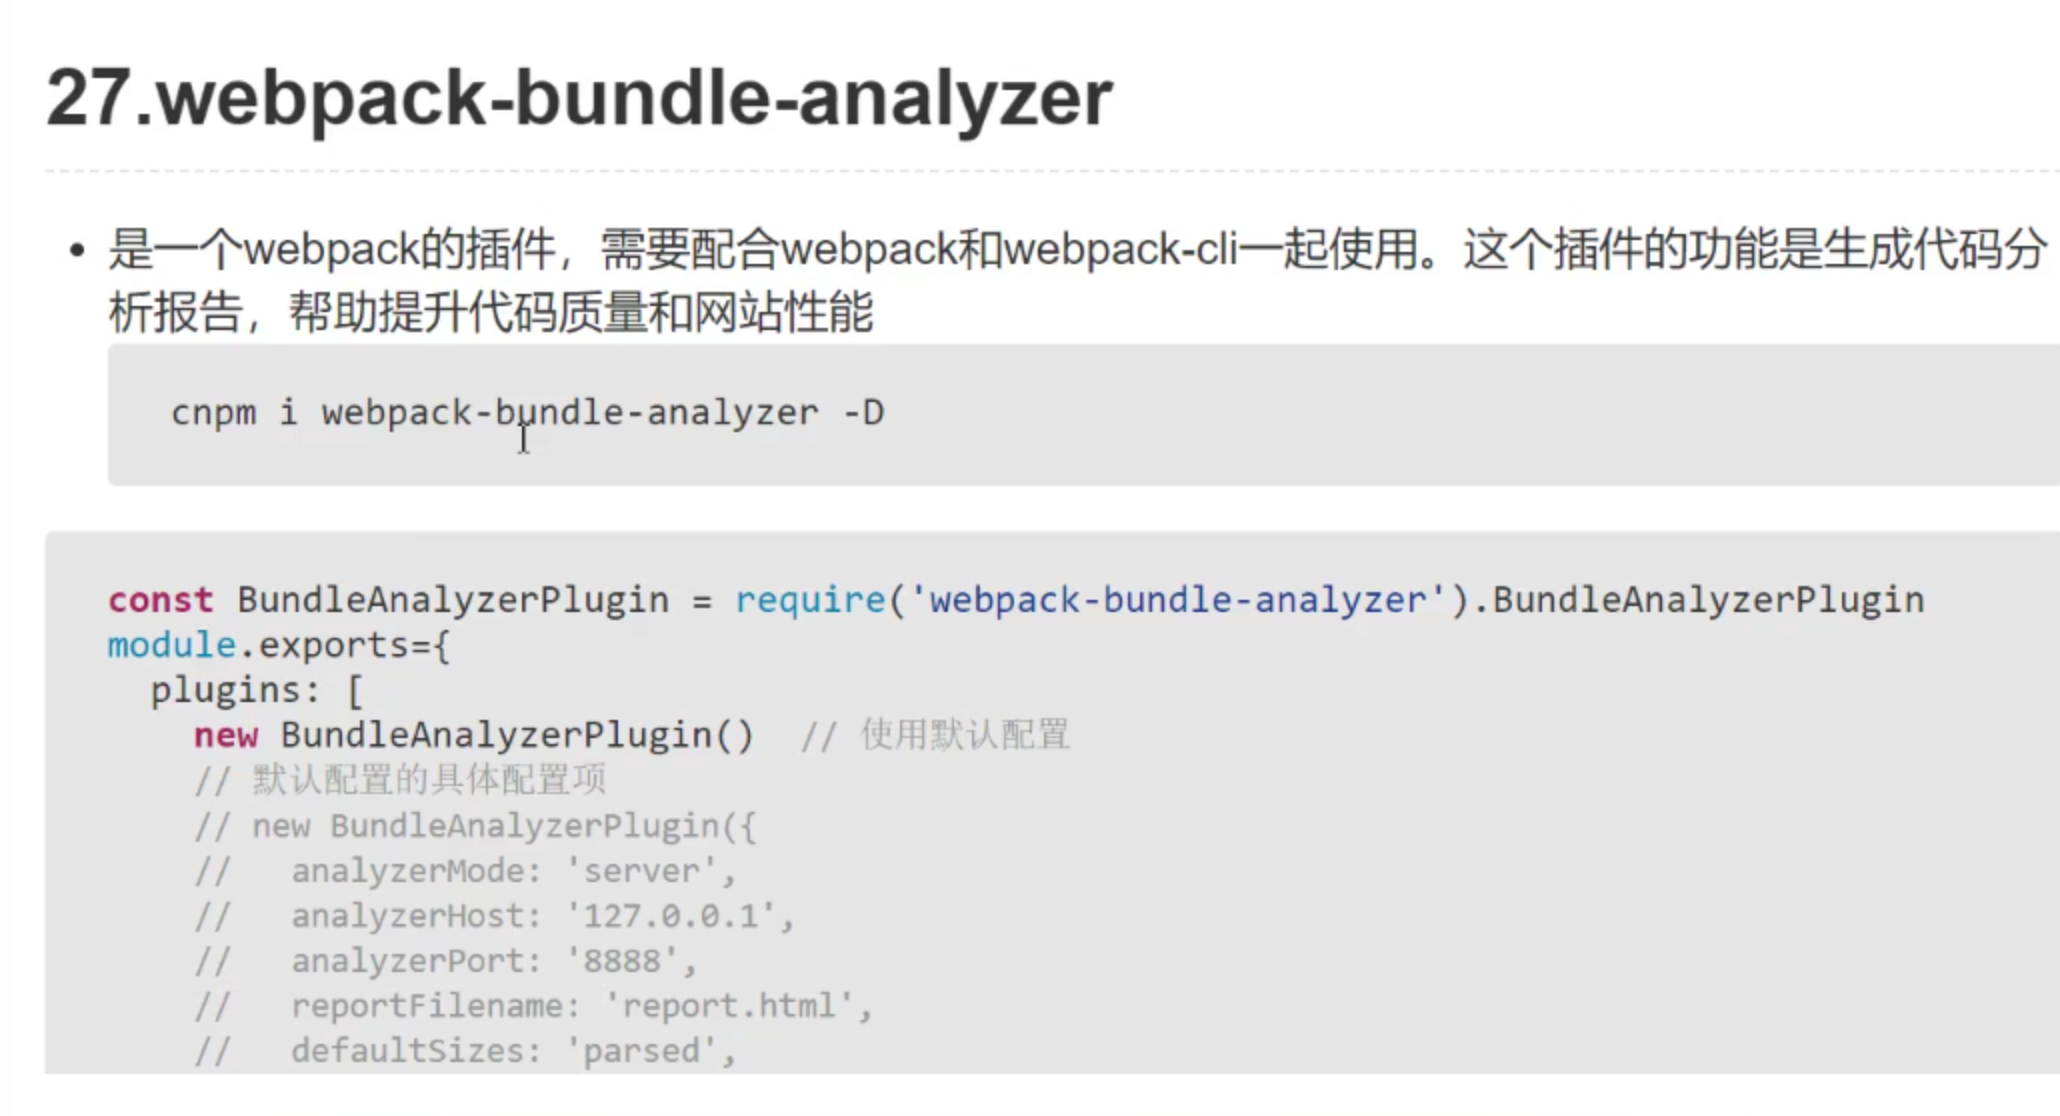 27.webpack-bundle-analyzer
是一个webpack的插件，需要配合webpack和webpack-cli一起使用。这个插件的功能是生成代码分
析报告，帮助提升代码质量和网站性能
cnpm i webpack-bundle-analyzer -D
const BundleAnalyzerPlugin = require('webpack-bundle-analyzer').BundleAnalyzerPlugin
module.exports={
  plugins: [
    new BundleAnalyzerPlugin()  // 使用默认配置
    // 默认配置的具体配置项
    // new BundleAnalyzerPlugin({
    //   analyzerMode: 'server',
    //   analyzerHost: '127.0.0.1',
    //   analyzerPort: '8888',
    //   reportFilename: 'report.html',
    //   defaultSizes: 'parsed',